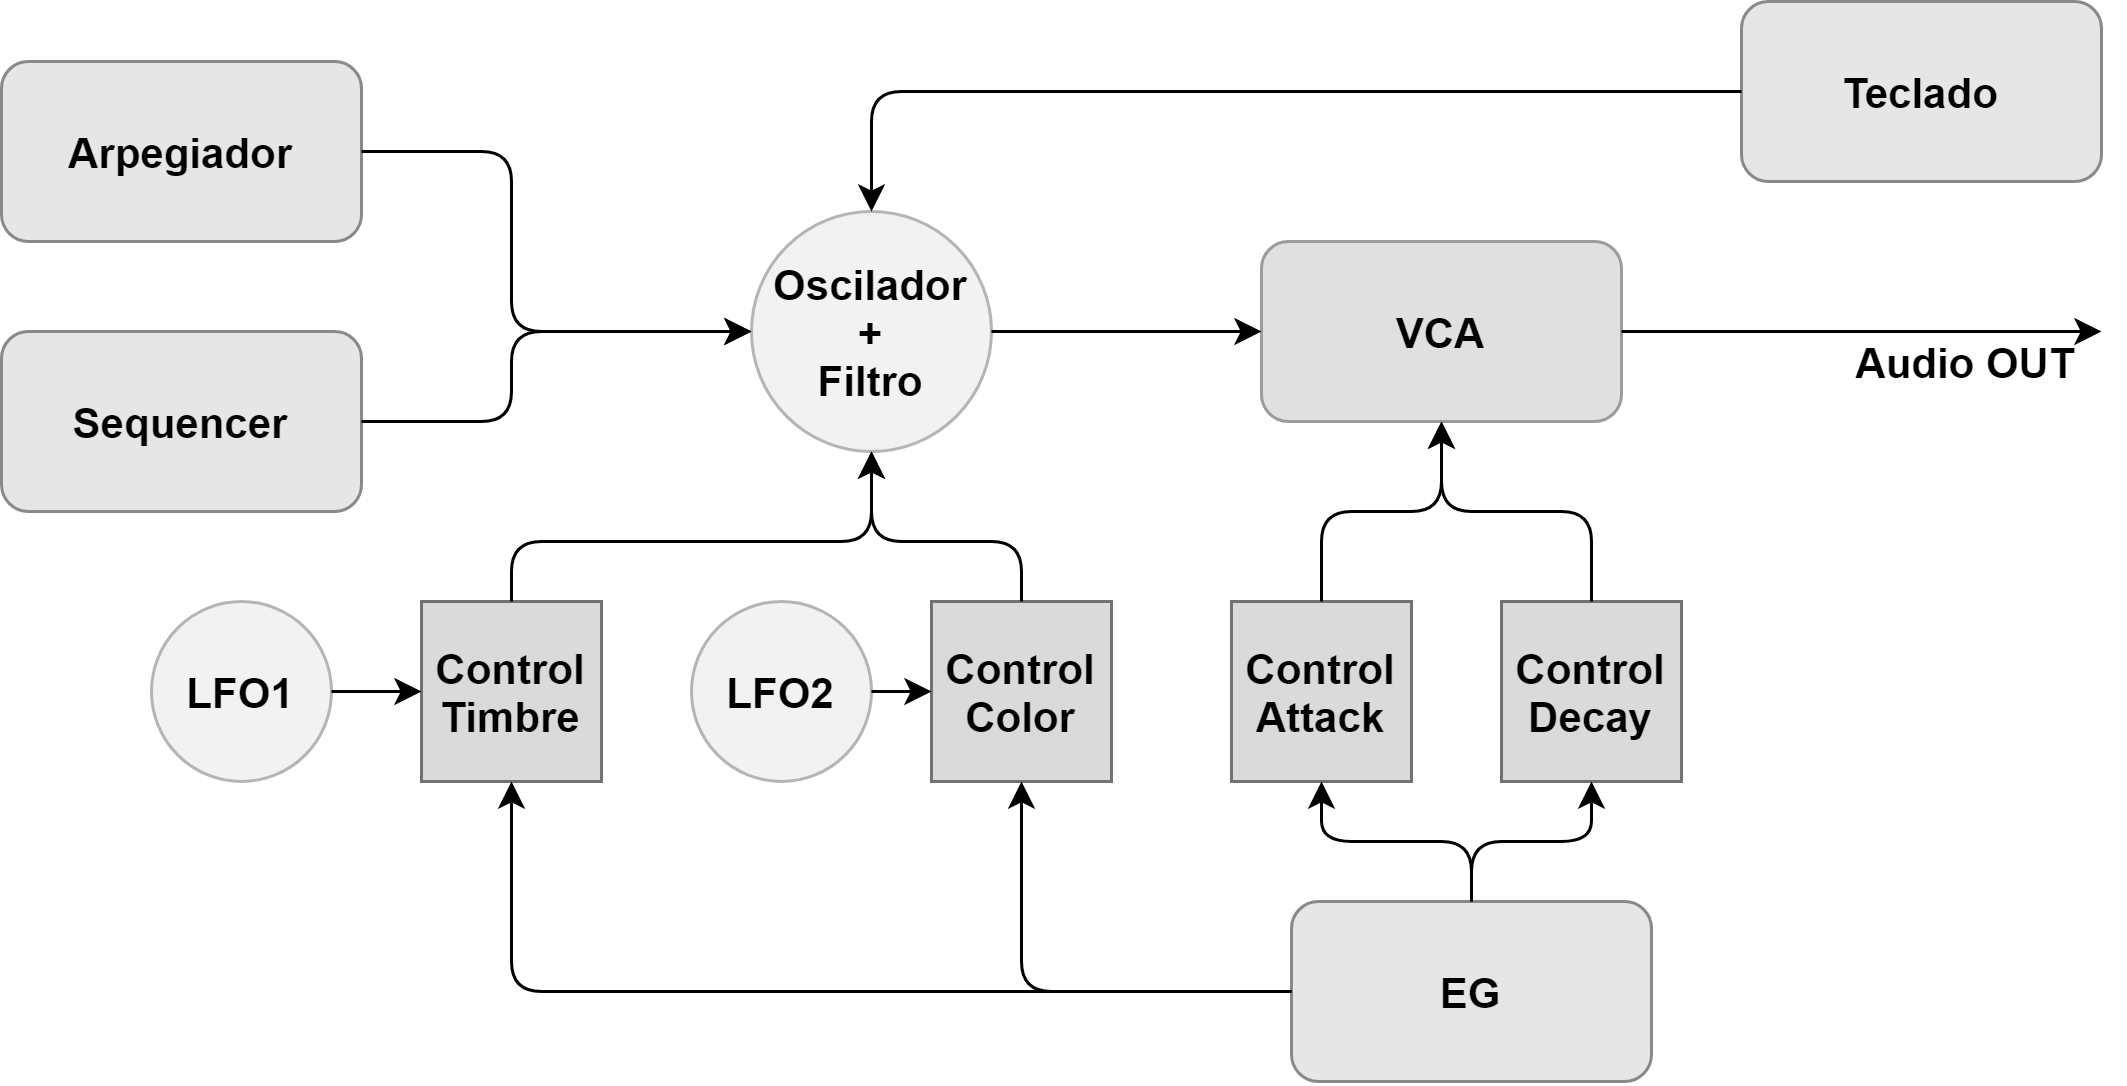 Teclado
Arpegiador
Oscilador
+
Filtro
VCA
Audio OUT
Sequencer
LFO1
Control
Timbre
LFO2
Control
Color
Control
Attack
Control
Decay
EG